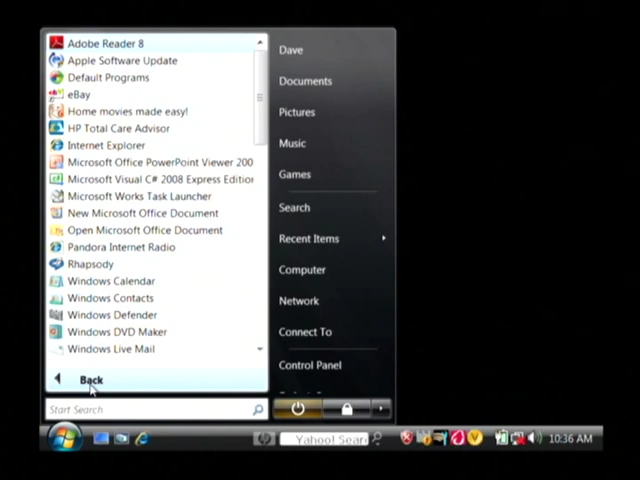 Adobe Reader 8
Apple Software Update
Default Programs
eBay
Home movies made easy!
HP Total Care Advisor
Internet Explorer
Microsoft Office PowerPoint Viewer 200
Microsoft Visual C# 2008 Express Edition
Microsoft Works Task Launcher
New Microsoft Office Document
Open Microsoft Office Document
Pandora Internet Radio
Rhapsody
Windows Calendar
Windows Contacts
Windows Defender
Windows DVD Maker
Windows Live Mail
Back
Start Search
Dave
Documents
Pictures
Music
Games
Search
Recent Items
Computer
Network
Connect To
Control Panel
hp
Yahoo! Sear
10:36 AM